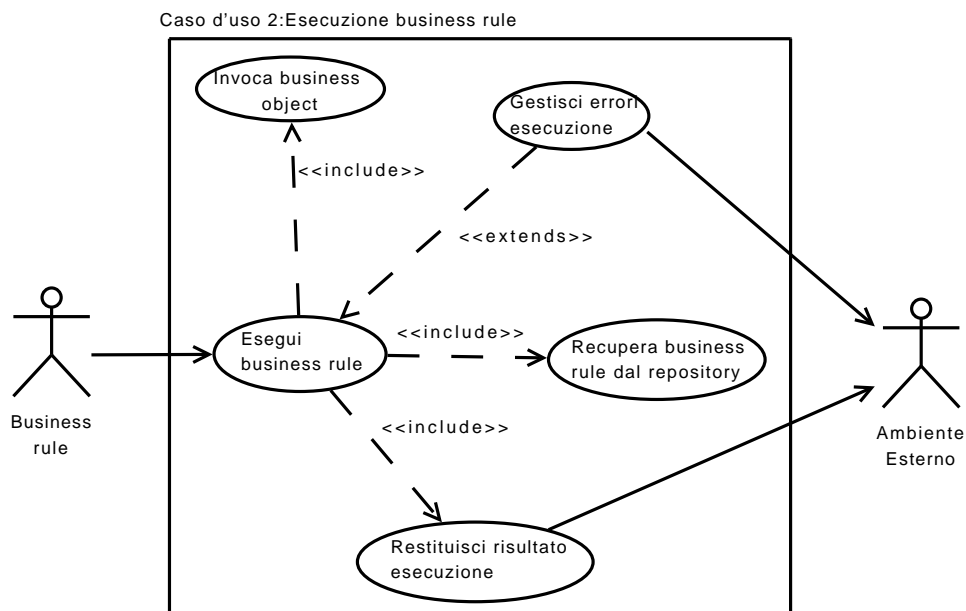 Caso d'uso 2:Esecuzione business rule
Invoca business
object
Gestisci errori
esecuzione
<<include>>
<<extends>>
Esegui
business rule
<<include>>
Recupera business
rule dal repository
Business
rule
<<include>>
Ambiente
Esterno
Restituisci risultato
esecuzione